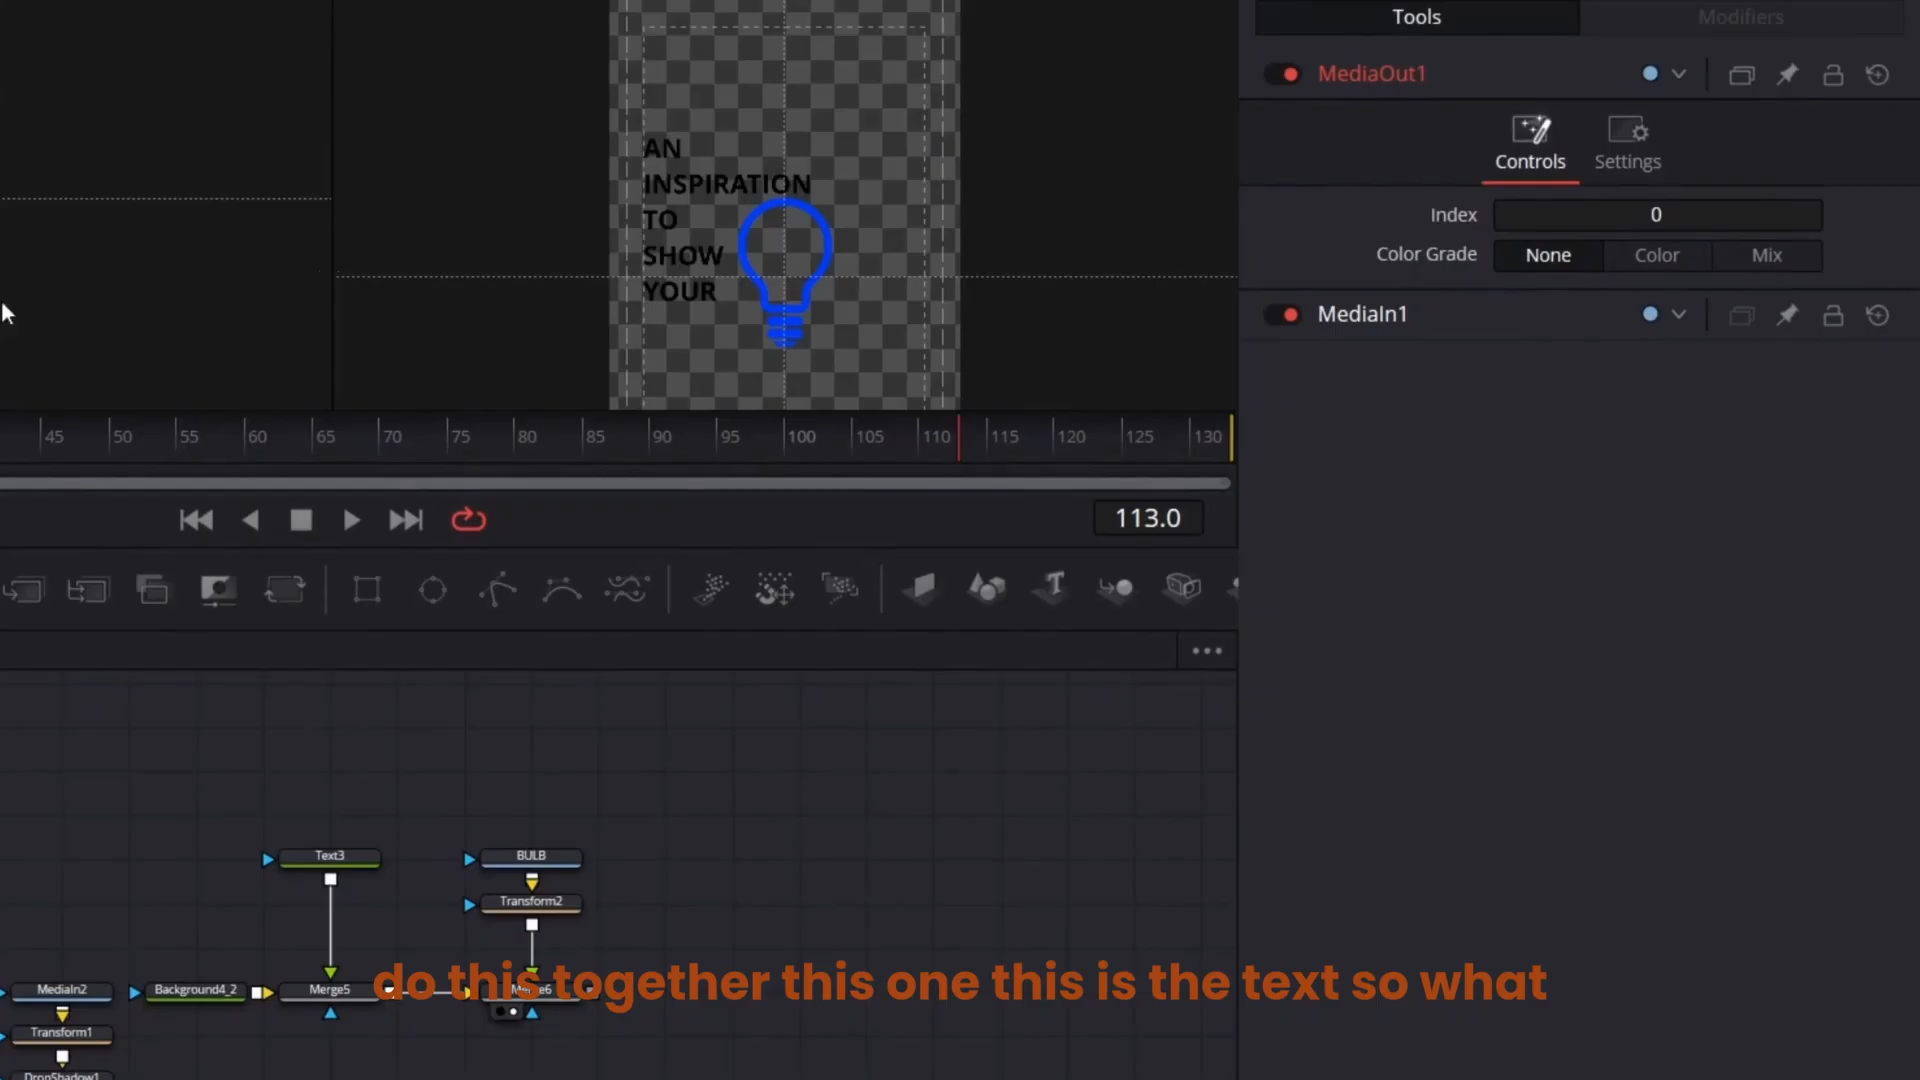 Tools
Modifiers
MediaOut1
Controls
Settings
Index
0
Color Grade
None
Color
Mix
MediaIn1
AN
INSPIRATION
TO
SHOW
YOUR
45 50 55 60 65 70 75 80 85 90 95 100 105 110 115 120 125 130
113.0
Text3
BULB
Transform2
MediaIn2
Background4_2
Merge5
Merge6
do this together this one this is the text so what
Transform1
DropShadow1